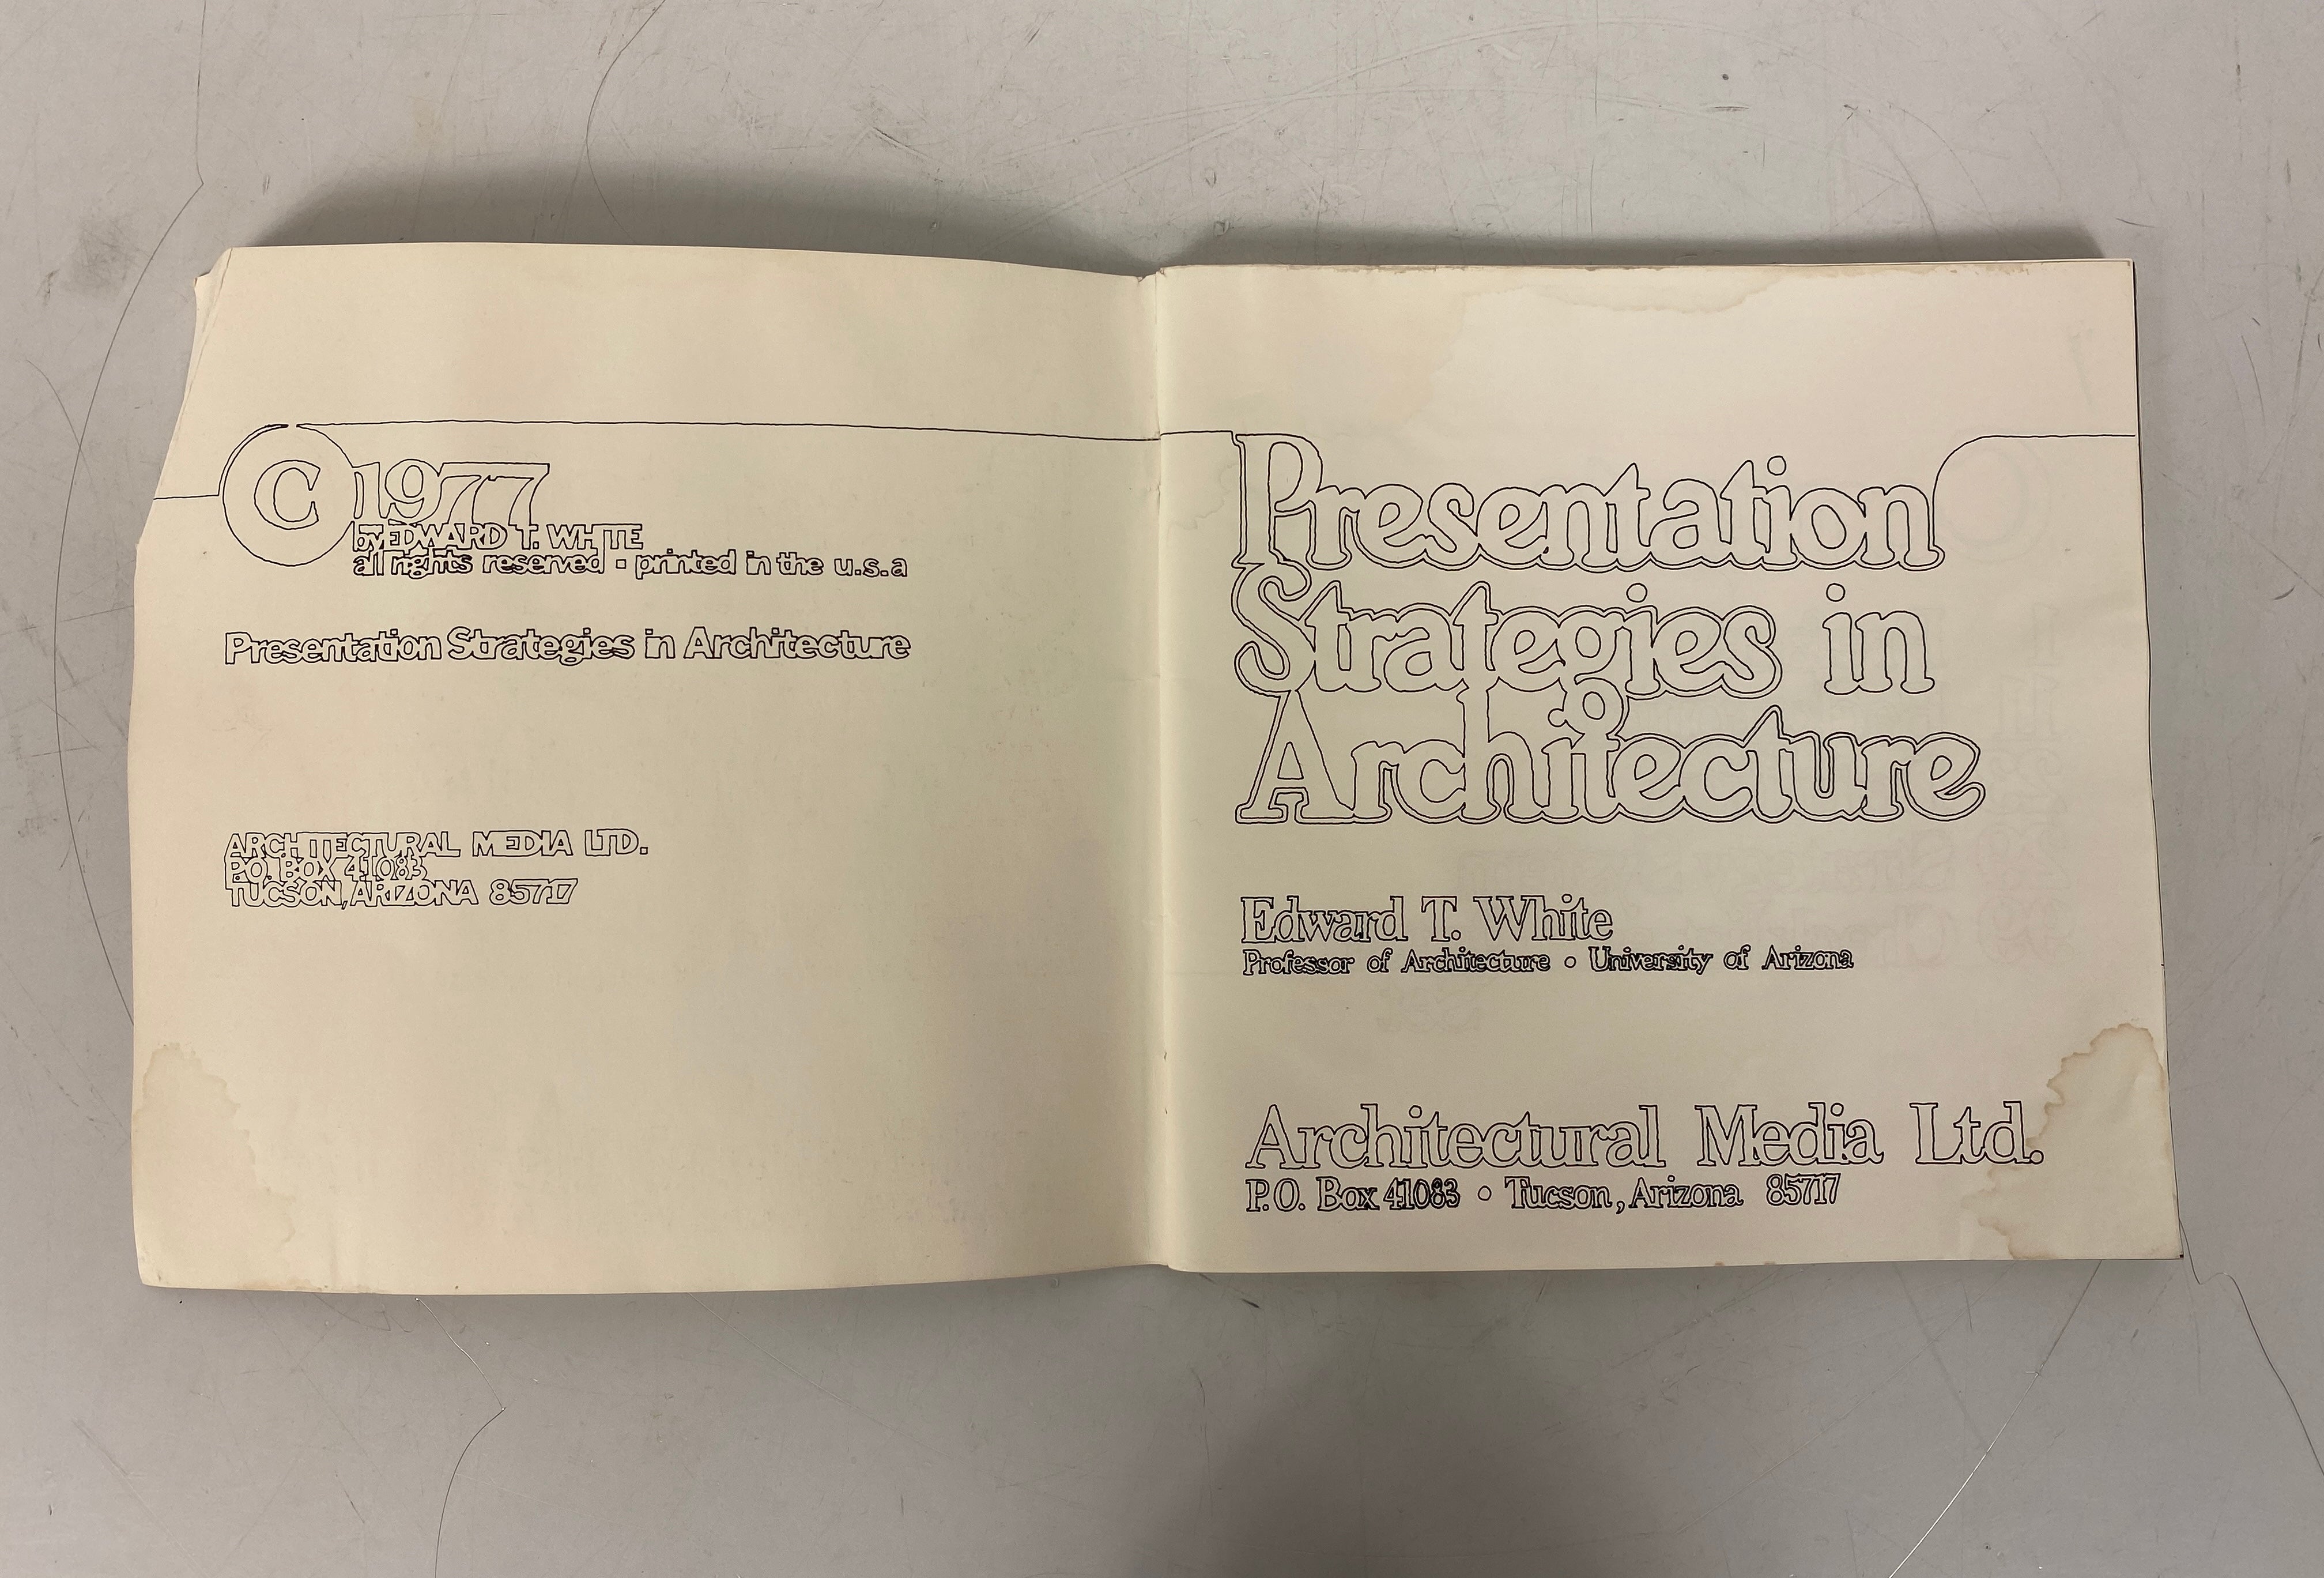 © 1977
by EDWARD T. WHITE
all rights reserved • printed in the u.s.a
Presentation Strategies in Architecture
ARCHITECTURAL MEDIA LTD.
P.O. BOX 41083
TUCSON, ARIZONA 85717
Presentation
Strategies in
Architecture
Edward T. White
Professor of Architecture • University of Arizona
Architectural Media Ltd.
P.O. Box 41083 • Tucson, Arizona 85717